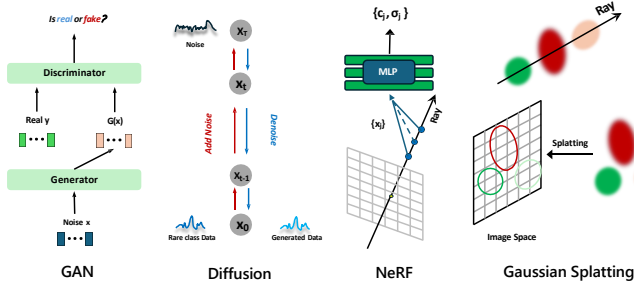 Is real or fake?
Discriminator
Real y
G(x)
Generator
Noise x
GAN
Noise
X_T
X_t
Add Noise
Denoise
X_{t-1}
X_0
Rare class Data
Generated Data
Diffusion
{c_j, σ_j}
MLP
{x_j}
Ray
NeRF
Ray
Splatting
Image Space
Gaussian Splatting